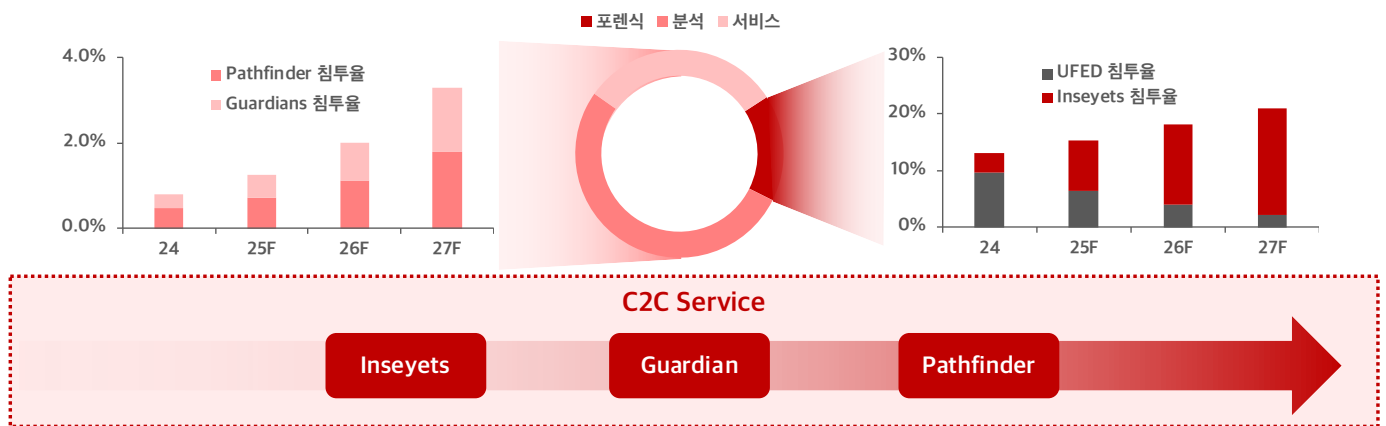 포렌식 분석 서비스
4.0%
2.0%
0.0%
Pathfinder 침투율
Guardians 침투율
24 25F 26F 27F
30%
20%
10%
0%
UFED 침투율
Inseyets 침투율
24 25F 26F 27F
C2C Service
Inseyets Guardian Pathfinder